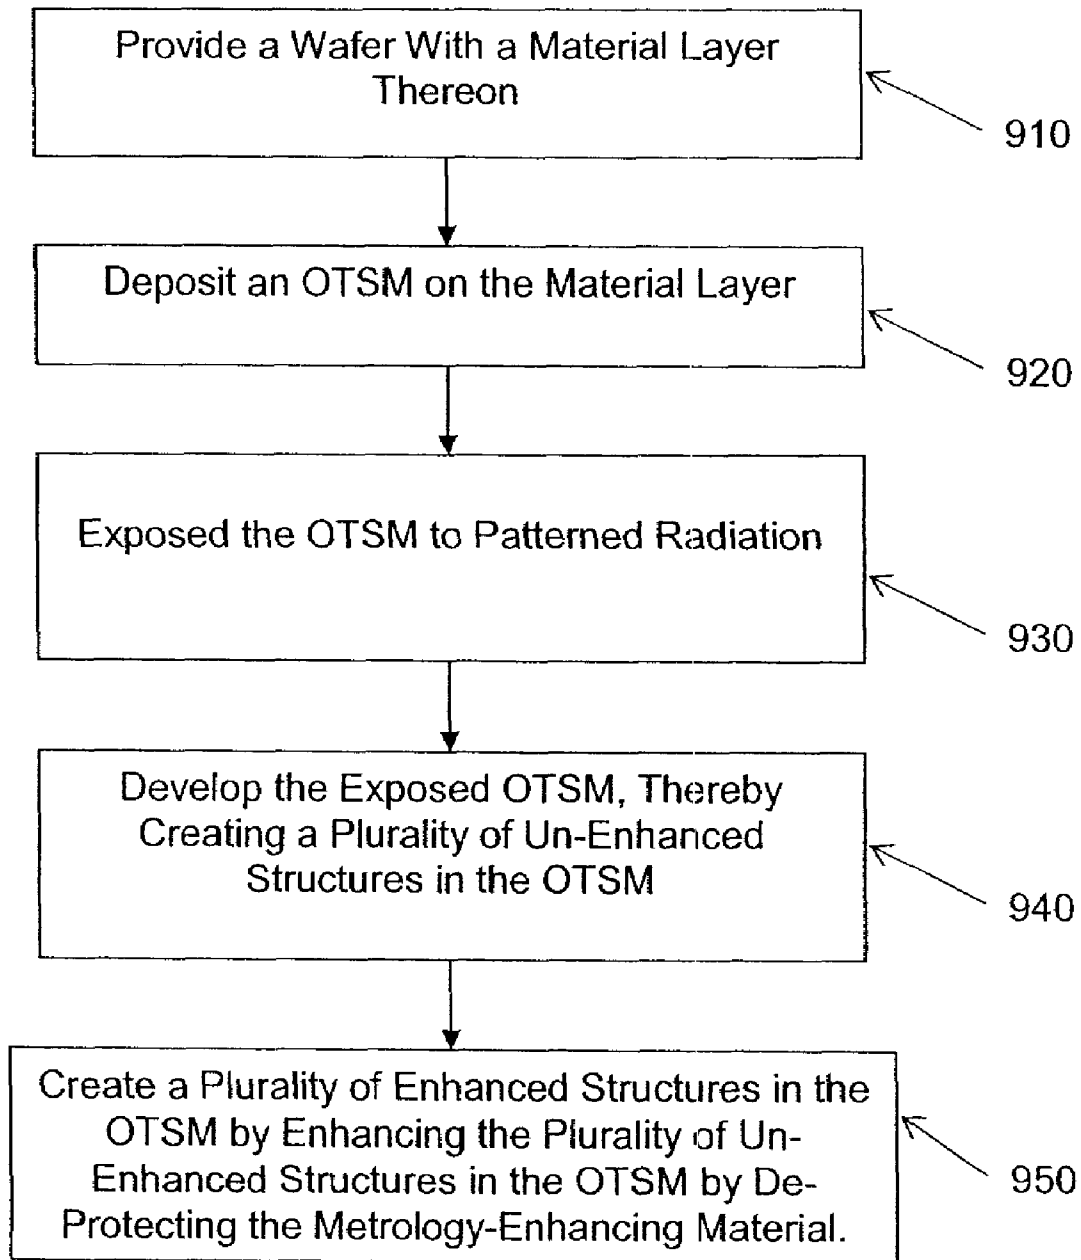 Provide a Wafer With a Material Layer
Thereon
910
Deposit an OTSM on the Material Layer
920
Exposed the OTSM to Patterned Radiation
930
Develop the Exposed OTSM, Thereby
Creating a Plurality of Un-Enhanced
Structures in the OTSM
940
Create a Plurality of Enhanced Structures in the
OTSM by Enhancing the Plurality of Un-
Enhanced Structures in the OTSM by De-
Protecting the Metrology-Enhancing Material.
950